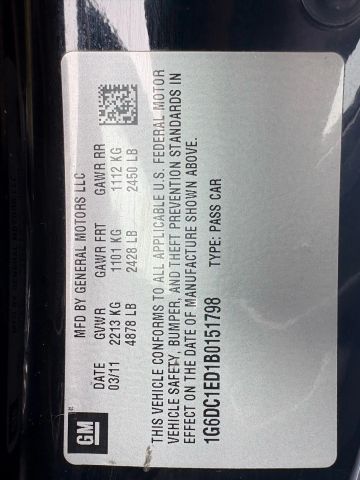 GM
MFD BY GENERAL MOTORS LLC
DATE GVWR GAWR FRT GAWR RR
03/11 2213 KG 1101 KG 1112 KG
4878 LB 2428 LB 2450 LB
THIS VEHICLE CONFORMS TO ALL APPLICABLE U.S. FEDERAL MOTOR
VEHICLE SAFETY, BUMPER, AND THEFT PREVENTION STANDARDS IN
EFFECT ON THE DATE OF MANUFACTURE SHOWN ABOVE.
1G6DC1ED1B0151798 TYPE: PASS CAR